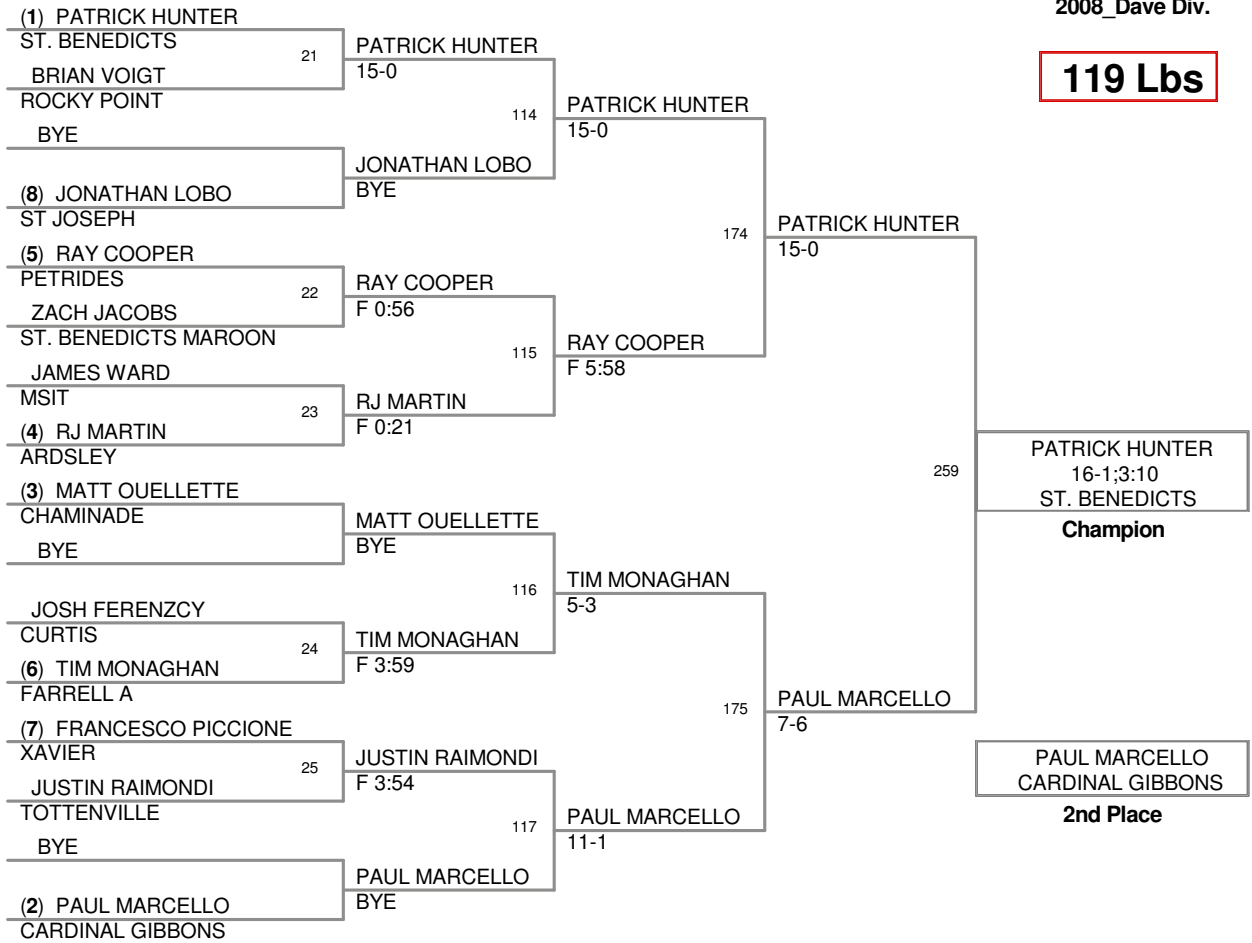 2008_Dave Div.
119 Lbs
(1) PATRICK HUNTER
ST. BENEDICTS
21
BRIAN VOIGT
ROCKY POINT
BYE
(8) JONATHAN LOBO
ST JOSEPH
(5) RAY COOPER
PETRIDES
22
ZACH JACOBS
ST. BENEDICTS MAROON
JAMES WARD
MSIT
23
(4) RJ MARTIN
ARDSLEY
(3) MATT OUELLETTE
CHAMINADE
BYE
JOSH FERENZCY
CURTIS
24
(6) TIM MONAGHAN
FARRELL A
(7) FRANCESCO PICCIONE
XAVIER
25
JUSTIN RAIMONDI
TOTTENVILLE
BYE
(2) PAUL MARCELLO
CARDINAL GIBBONS
PATRICK HUNTER
15-0
114
JONATHAN LOBO
BYE
RAY COOPER
F 0:56
115
RJ MARTIN
F 0:21
MATT OUELLETTE
BYE
116
TIM MONAGHAN
F 3:59
JUSTIN RAIMONDI
F 3:54
117
PAUL MARCELLO
BYE
PATRICK HUNTER
15-0
174
RAY COOPER
F 5:58
TIM MONAGHAN
5-3
175
PAUL MARCELLO
11-1
PATRICK HUNTER
15-0
259
PAUL MARCELLO
7-6
PATRICK HUNTER
16-1;3:10
ST. BENEDICTS
Champion
PAUL MARCELLO
CARDINAL GIBBONS
2nd Place